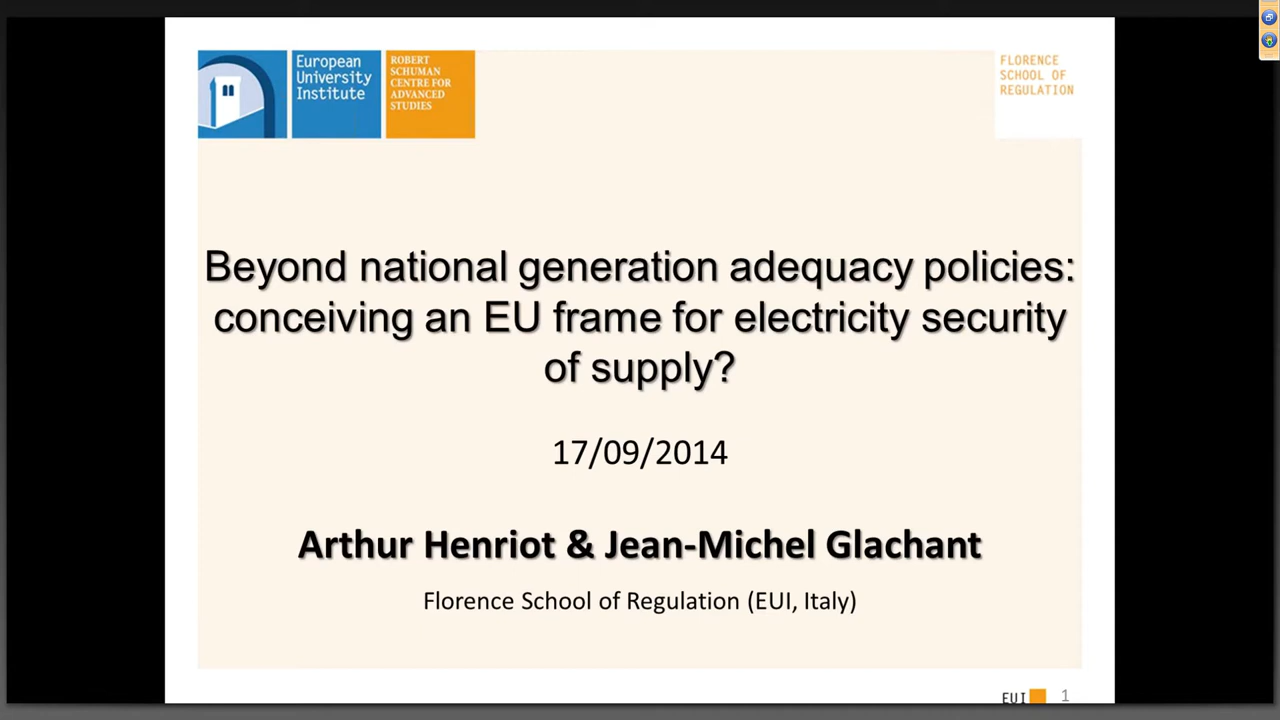 European
University
Institute
ROBERT
SCHUMAN
CENTRE FOR
ADVANCED
STUDIES
FLORENCE
SCHOOL OF
REGULATION
Beyond national generation adequacy policies:
conceiving an EU frame for electricity security
of supply?
17/09/2014
Arthur Henriot & Jean-Michel Glachant
Florence School of Regulation (EUI, Italy)
EUI 1